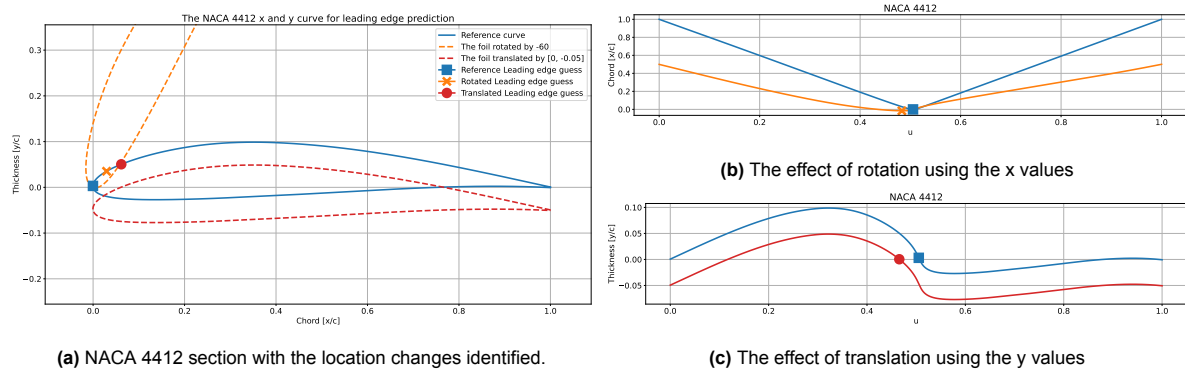 The NACA 4412 x and y curve for leading edge prediction
Reference curve
The foil rotated by -60
The foil translated by [0, -0.05]
Reference Leading edge guess
Rotated Leading edge guess
Translated Leading edge guess
Thickness [y/c]
0.3
0.2
0.1
0.0
−0.1
−0.2
0.0 0.2 0.4 0.6 0.8 1.0
Chord [x/c]
(a) NACA 4412 section with the location changes identified.
NACA 4412
Chord [x/c]
1.0
0.8
0.6
0.4
0.2
0.0
0.0 0.2 0.4 0.6 0.8 1.0
u
(b) The effect of rotation using the x values
NACA 4412
Thickness [y/c]
0.10
0.05
0.00
−0.05
0.0 0.2 0.4 0.6 0.8 1.0
u
(c) The effect of translation using the y values